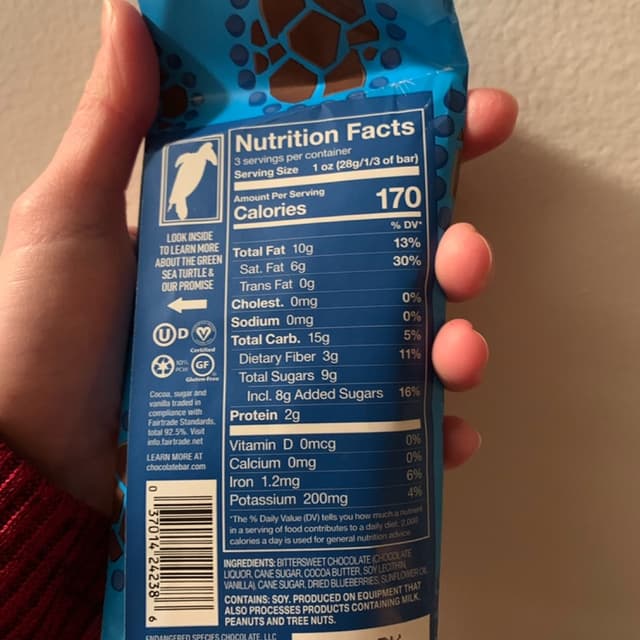 Nutrition Facts
3 servings per container
Serving Size 1 oz (28g/1/3 of bar)
Amount Per Serving
Calories 170
% DV*
Total Fat 10g 13%
Sat. Fat 6g 30%
Trans Fat 0g
Cholest. 0mg 0%
Sodium 0mg 0%
Total Carb. 15g 5%
Dietary Fiber 3g 11%
Total Sugars 9g
Incl. 8g Added Sugars 16%
Protein 2g
Vitamin D 0mcg 0%
Calcium 0mg 0%
Iron 1.2mg 6%
Potassium 200mg 4%
*The % Daily Value (DV) tells you how much a nutrient
in a serving of food contributes to a daily diet. 2,000
calories a day is used for general nutrition advice
INGREDIENTS: BITTERSWEET CHOCOLATE (CHOCOLATE
LIQUOR, CANE SUGAR, COCOA BUTTER, SOY LECITHIN,
VANILLA), CANE SUGAR, DRIED BLUEBERRIES, SUNFLOWER OIL
CONTAINS: SOY. PRODUCED ON EQUIPMENT THAT
ALSO PROCESSES PRODUCTS CONTAINING MILK,
PEANUTS AND TREE NUTS.
ENDANGERED SPECIES CHOCOLATE, LLC
LOOK INSIDE
TO LEARN MORE
ABOUT THE GREEN
SEA TURTLE &
OUR PROMISE
U D V
Certified
PCW GF
Gluten-Free
Cocoa, sugar and
vanilla traded in
compliance with
Fairtrade Standards,
total 92.5%. Visit
info.fairtrade.net
LEARN MORE AT
chocolatebar.com
0 37014 24238 6